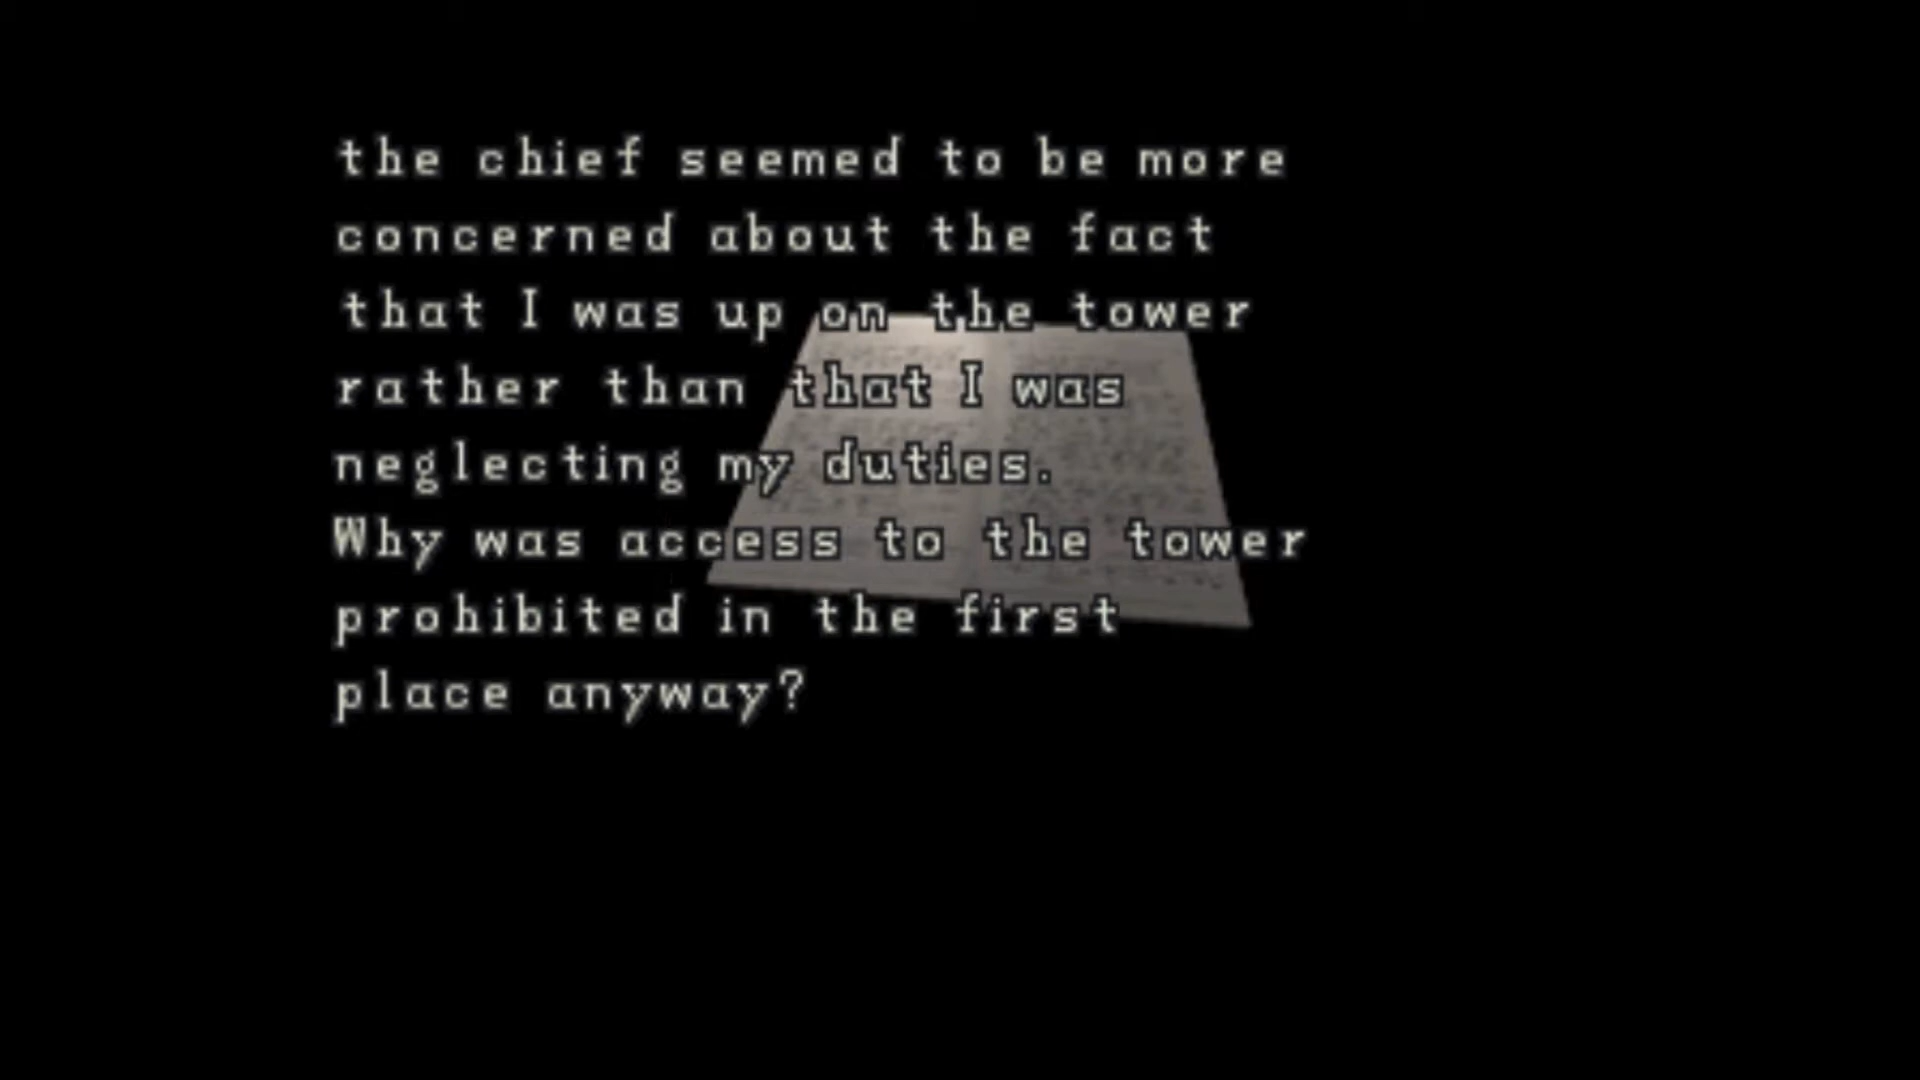 the chief seemed to be more
concerned about the fact
that I was up on the tower
rather than that I was
neglecting my duties.
Why was access to the tower
prohibited in the first
place anyway?